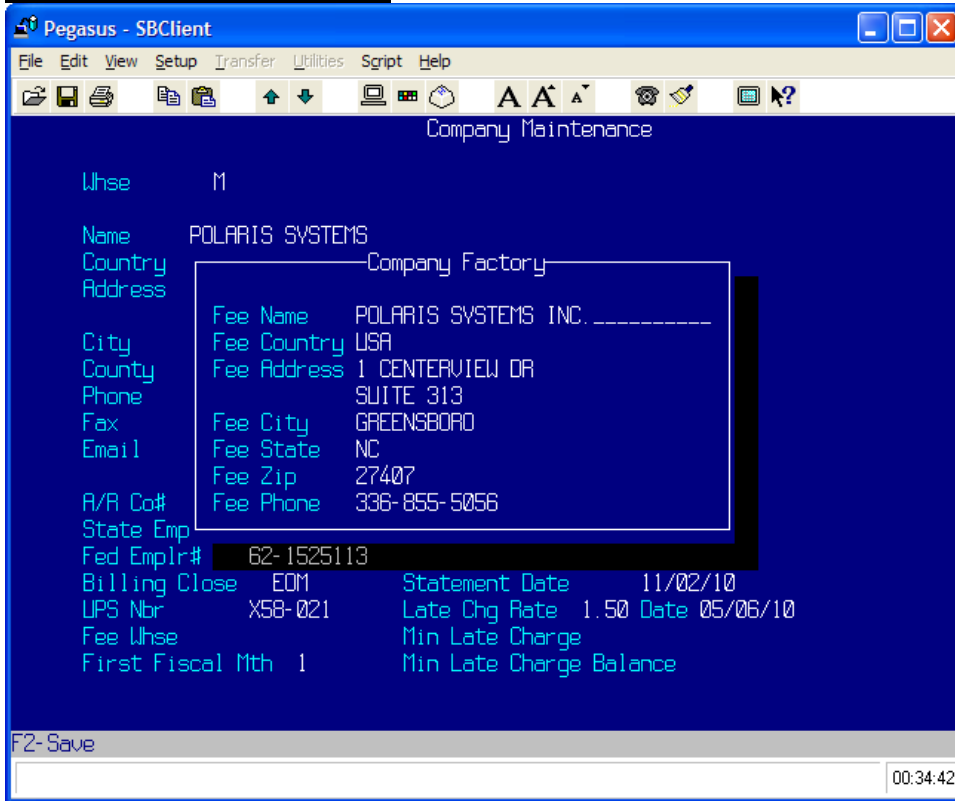 Pegasus - SBClient
File Edit View Setup Transfer Utilities Script Help
Company Maintenance
Whse M
Name POLARIS SYSTEMS
Country
Address
City
County
Phone
Fax
Email
A/R Co#
State Emp
Company Factory
Fee Name POLARIS SYSTEMS INC.__________
Fee Country USA
Fee Address 1 CENTERVIEW DR
SUITE 313
Fee City GREENSBORO
Fee State NC
Fee Zip 27407
Fee Phone 336-855-5056
Fed Emplr# 62-1525113
Billing Close EOM Statement Date 11/02/10
UPS Nbr X58-021 Late Chg Rate 1.50 Date 05/06/10
Fee Whse Min Late Charge
First Fiscal Mth 1 Min Late Charge Balance
F2-Save
00:34:42